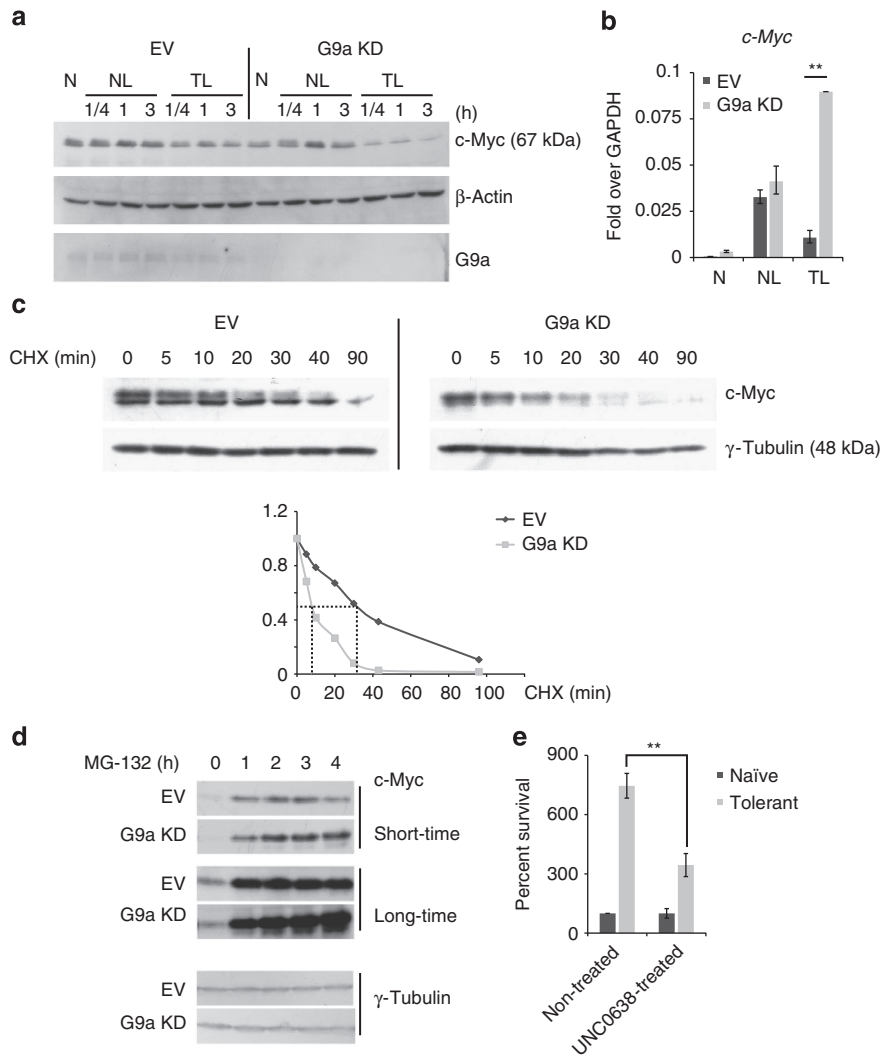 a
EV G9a KD
N NL TL N NL TL
1/4 1 3 1/4 1 3 1/4 1 3 1/4 1 3 (h)
c-Myc (67 kDa)
β-Actin
G9a
b
c-Myc
**
EV
G9a KD
Fold over GAPDH
0.1
0.075
0.05
0.025
0
N NL TL
c
EV G9a KD
CHX (min) 0 5 10 20 30 40 90 0 5 10 20 30 40 90
c-Myc
γ-Tubulin (48 kDa)
1.2
0.8
0.4
0
EV
G9a KD
0 20 40 60 80 100 CHX (min)
d
MG-132 (h) 0 1 2 3 4
EV
c-Myc
G9a KD
Short-time
EV
G9a KD
Long-time
EV
γ-Tubulin
G9a KD
e
**
Naïve
Tolerant
Percent survival
900
600
300
0
Non-treated
UNC0638-treated